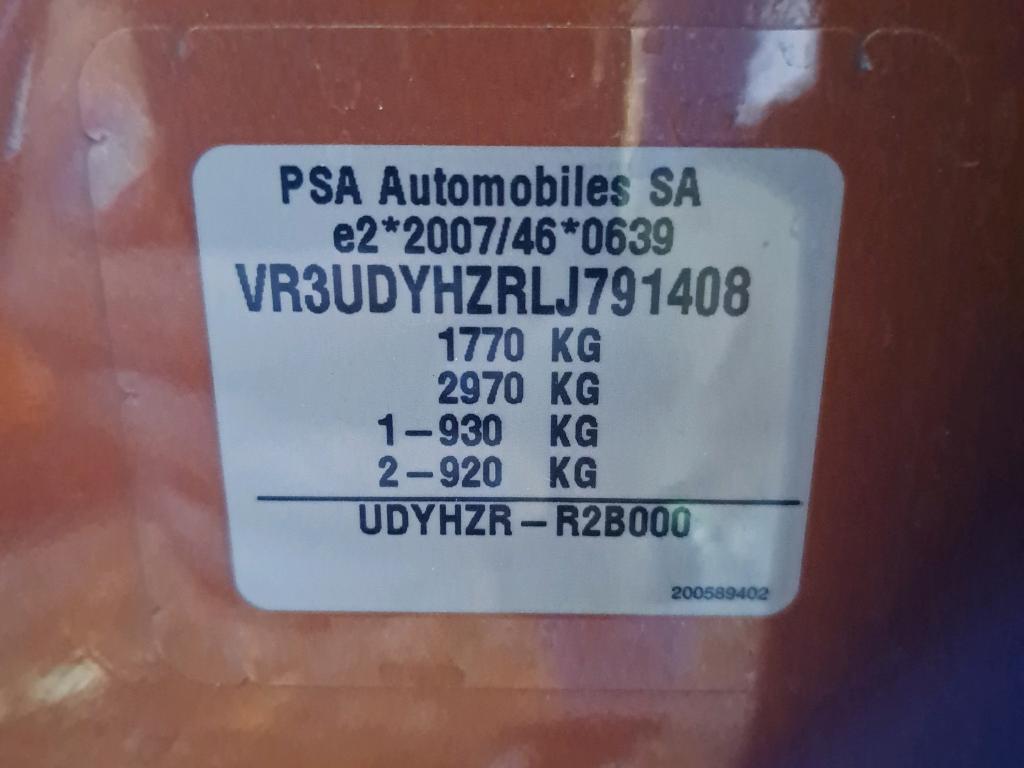 PSA Automobiles SA
e2*2007/46*0639
VR3UDYHZRLJ791408
1770 KG
2970 KG
1-930 KG
2-920 KG
UDYHZR-R2B000
200589402